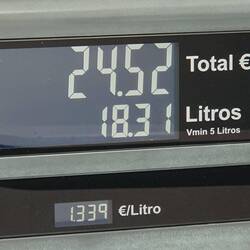 24.52 Total €
18.31 Litros
Vmin 5 Litros
1.339 €/Litro